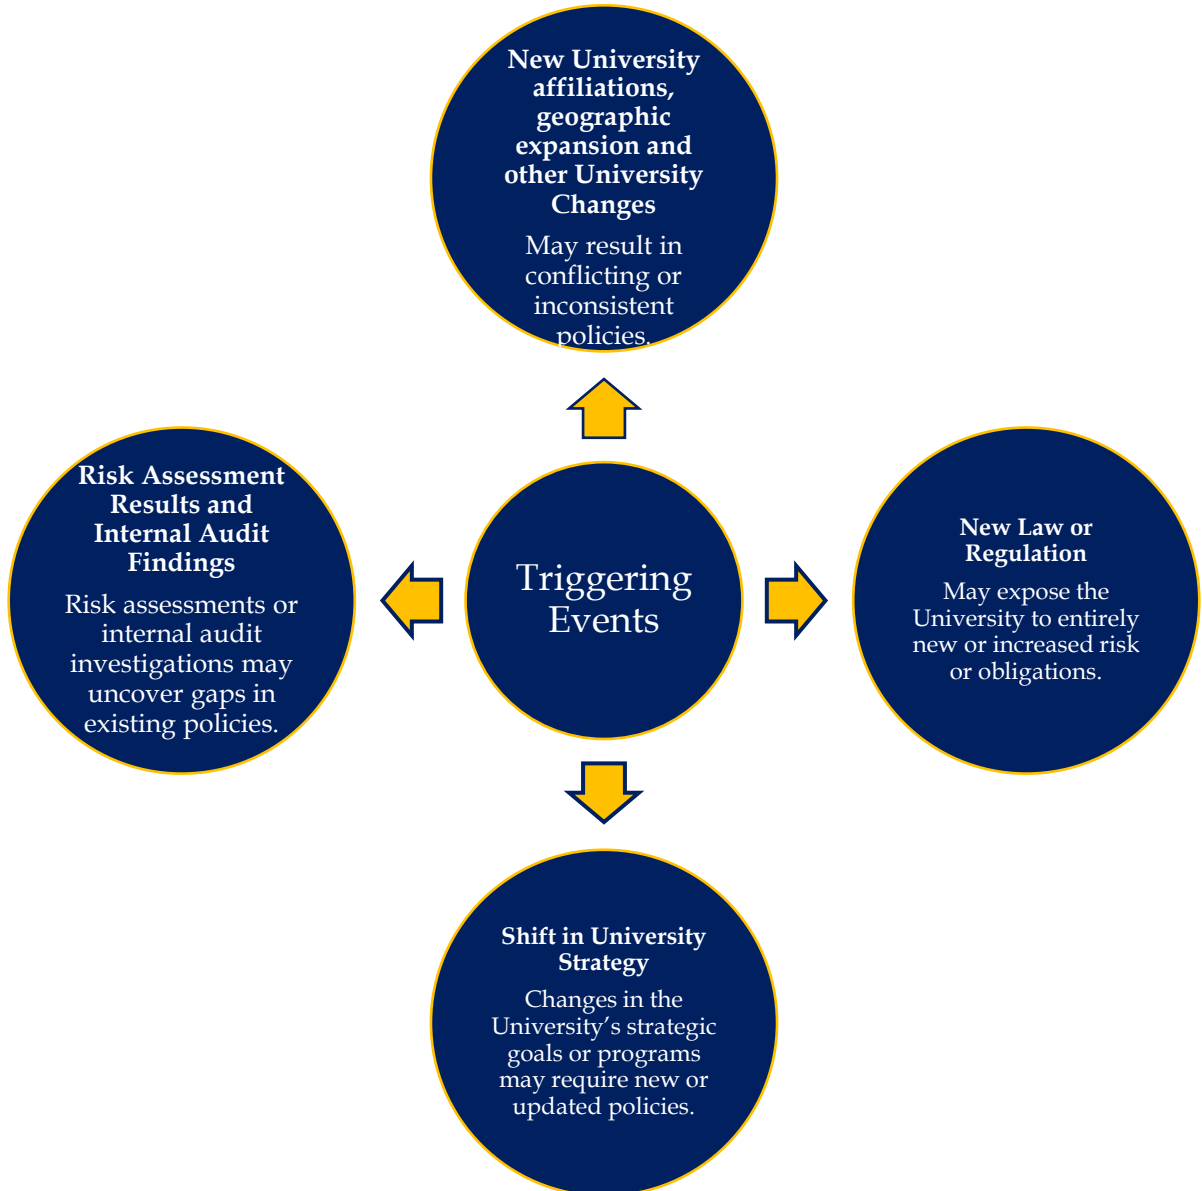 New University
affiliations,
geographic
expansion and
other University
Changes
May result in
conflicting or
inconsistent
policies.
Risk Assessment
Results and
Internal Audit
Findings
Risk assessments or
internal audit
investigations may
uncover gaps in
existing policies.
Triggering
Events
New Law or
Regulation
May expose the
University to entirely
new or increased risk
or obligations.
Shift in University
Strategy
Changes in the
University’s strategic
goals or programs
may require new or
updated policies.